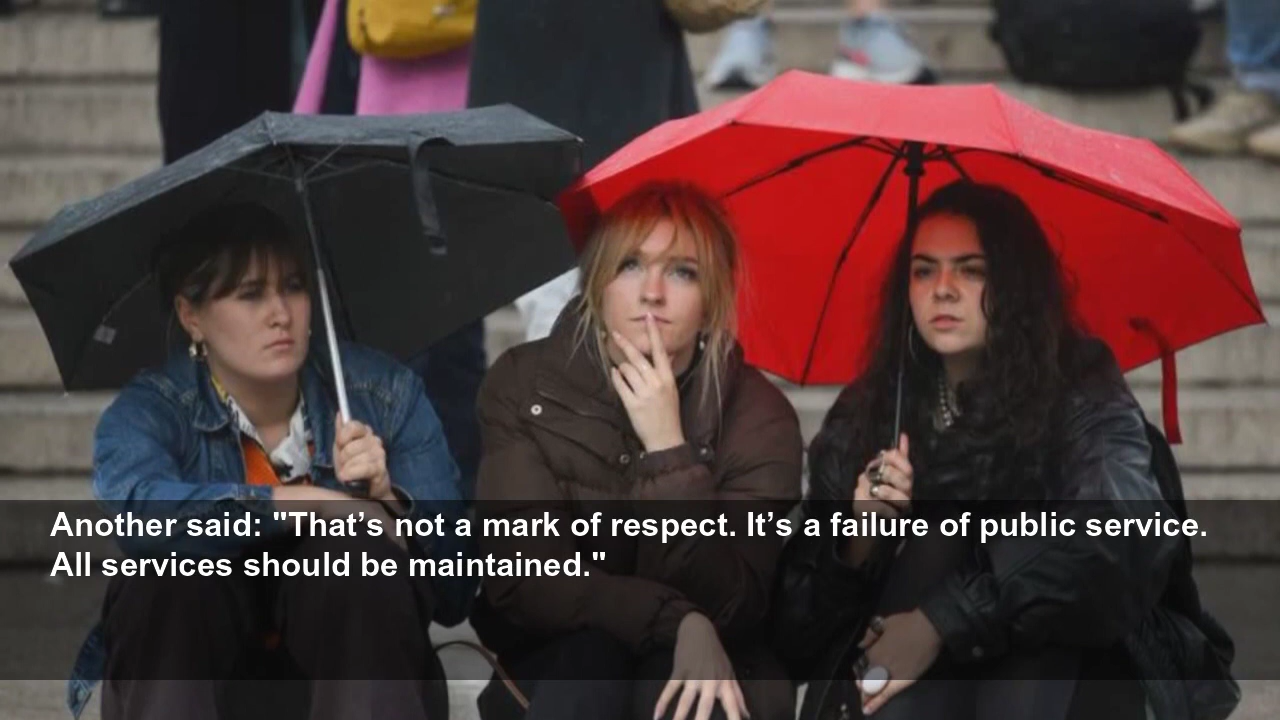 Another said: "That’s not a mark of respect. It’s a failure of public service.
All services should be maintained."